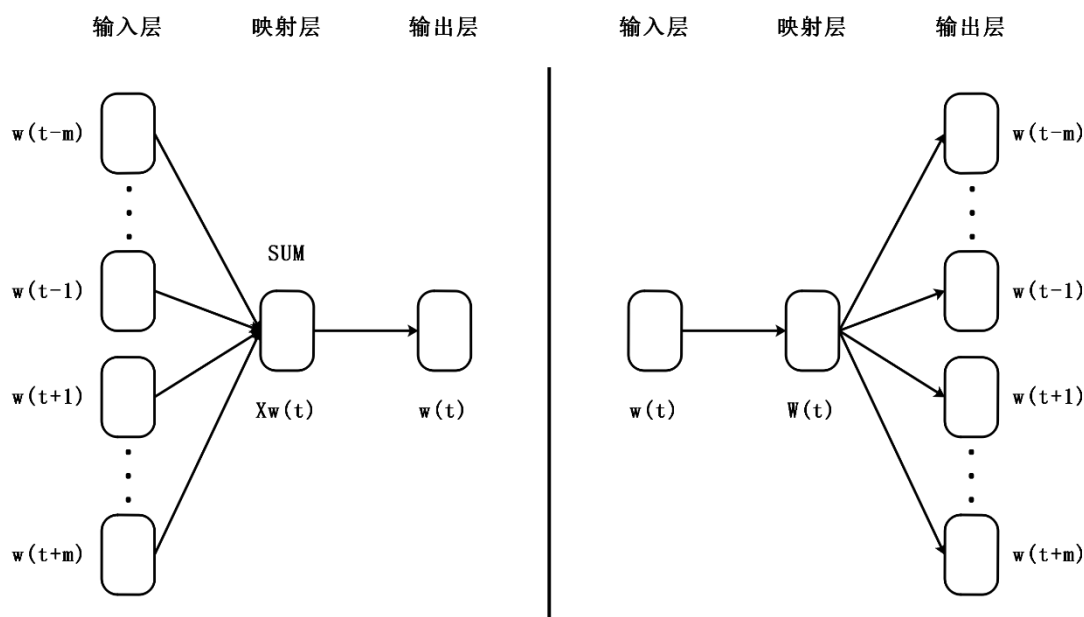 输入层 映射层 输出层
w(t-m)
w(t-1)
SUM
w(t+1)
Xw(t) w(t)
w(t+m)
输入层 映射层 输出层
w(t-m)
w(t-1)
w(t+1)
w(t) W(t)
w(t+m)